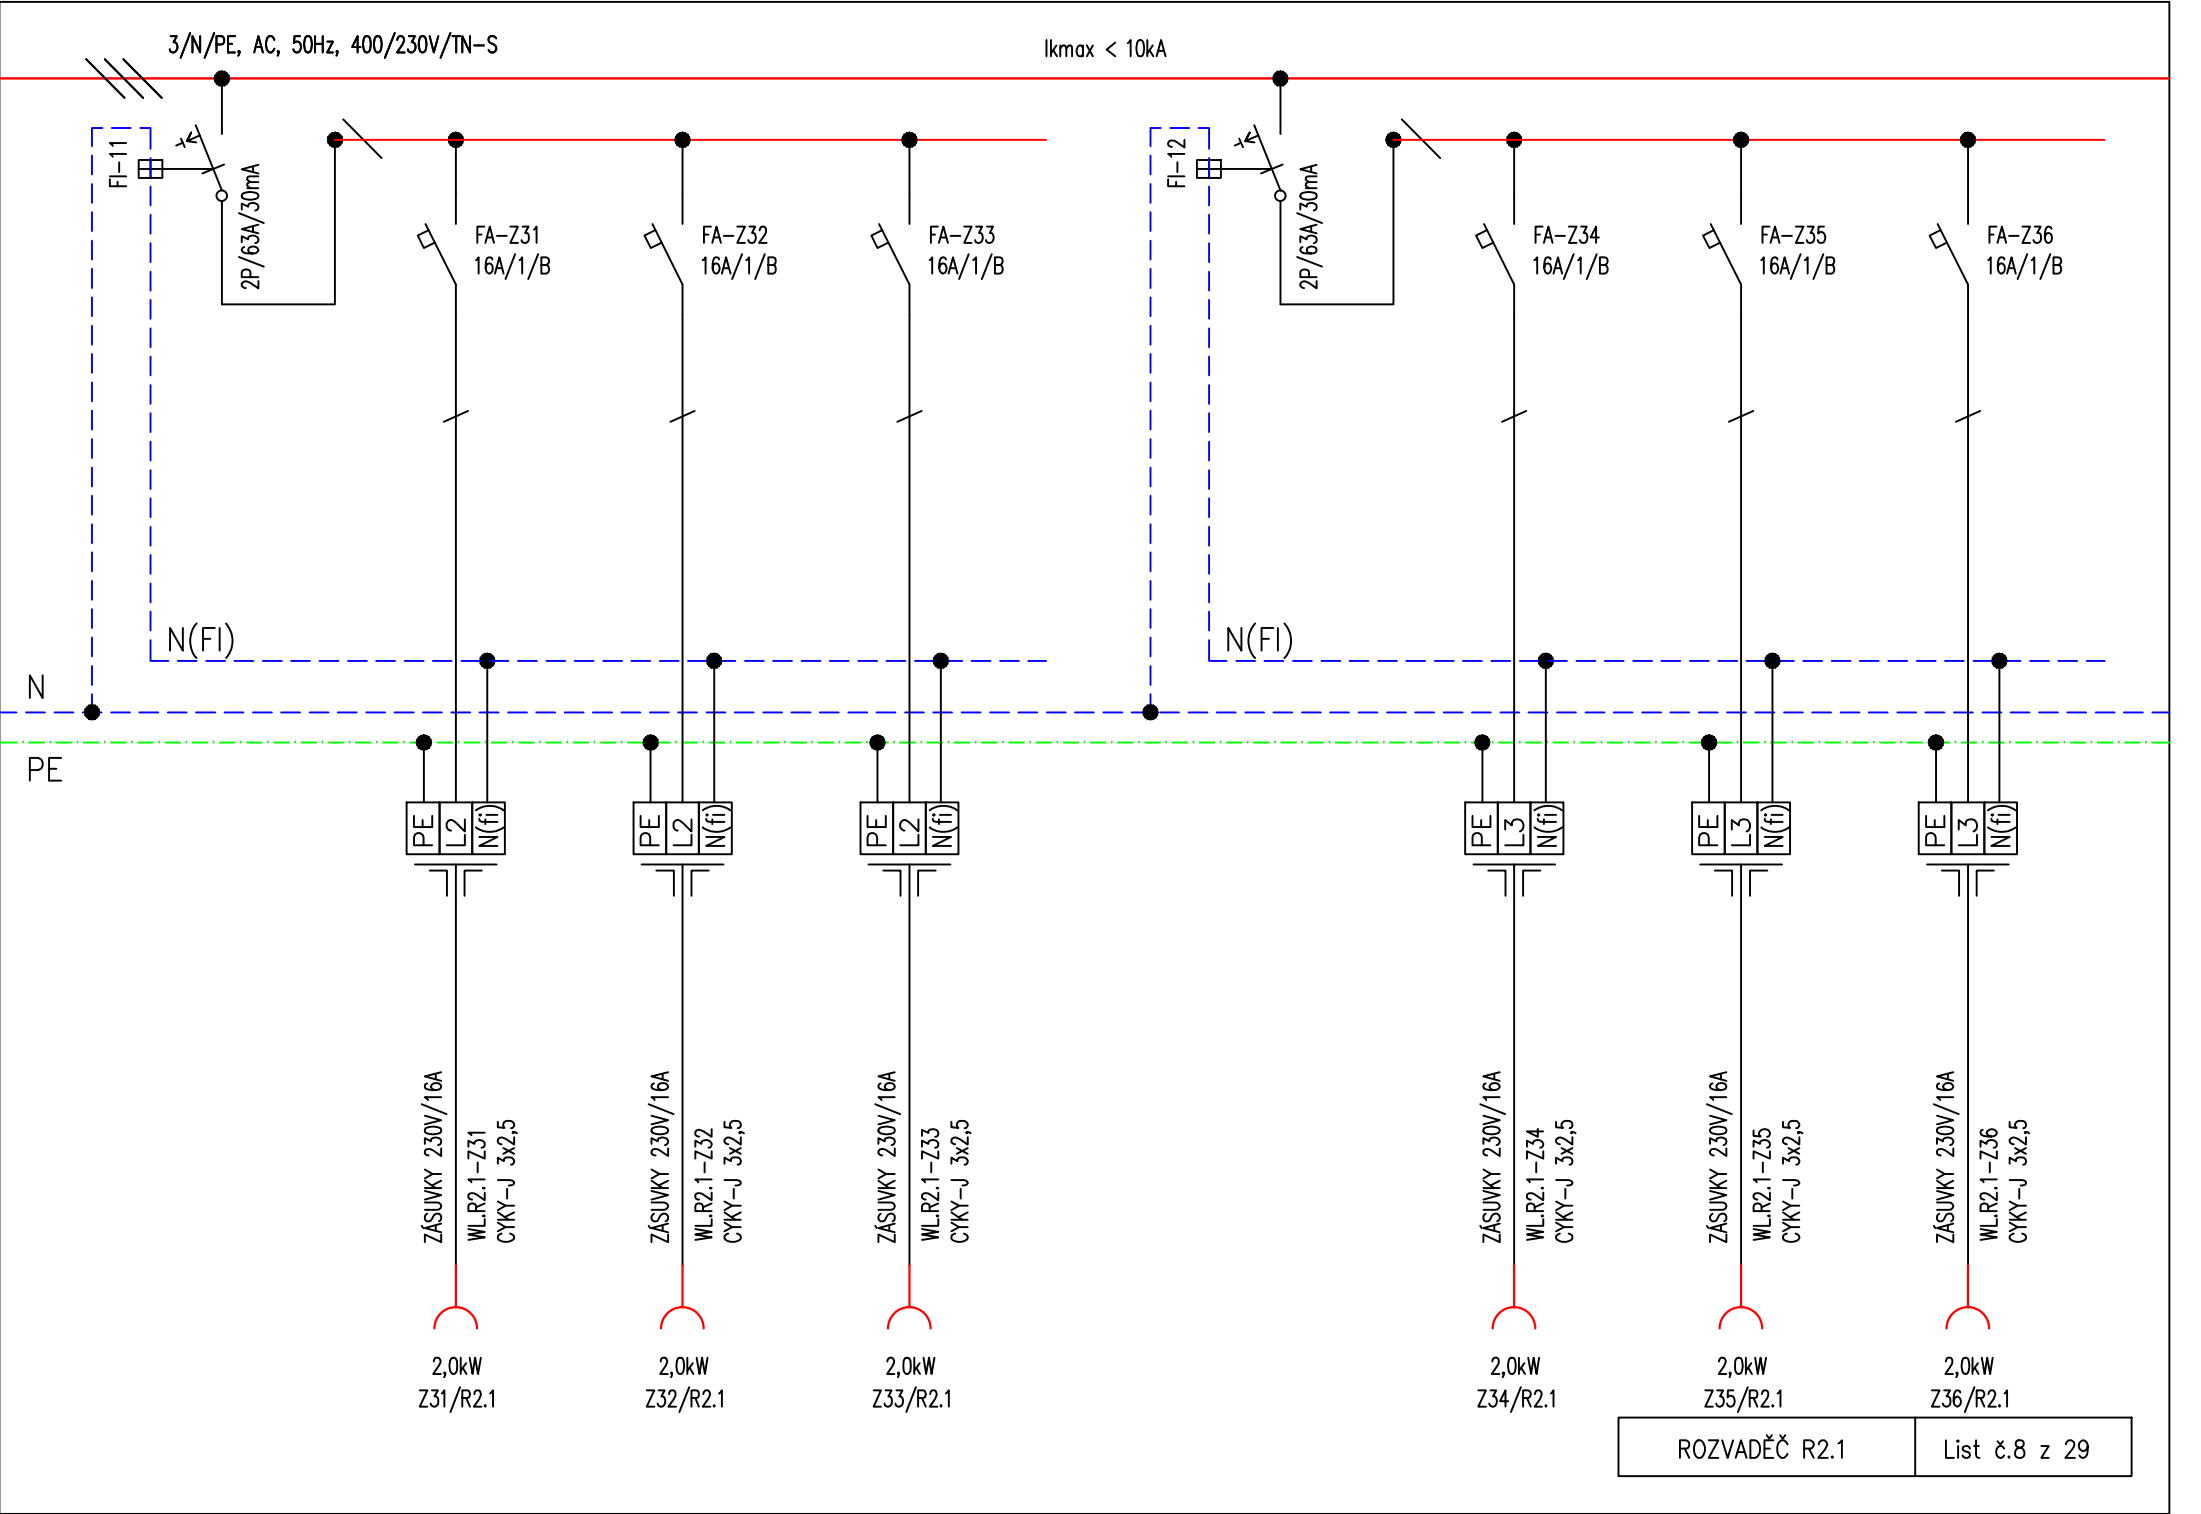 3/N/PE, AC, 50Hz, 400/230V/TN-S
Ikmax < 10kA
FI-11
2P/63A/30mA
FA-Z31
16A/1/B
FA-Z32
16A/1/B
FA-Z33
16A/1/B
FI-12
2P/63A/30mA
FA-Z34
16A/1/B
FA-Z35
16A/1/B
FA-Z36
16A/1/B
N(FI)
N(FI)
N
PE
PE L2 N(fi)
PE L2 N(fi)
PE L2 N(fi)
PE L3 N(fi)
PE L3 N(fi)
PE L3 N(fi)
ZÁSUVKY 230V/16A
WL.R2.1-Z31
CYKY-J 3x2,5
ZÁSUVKY 230V/16A
WL.R2.1-Z32
CYKY-J 3x2,5
ZÁSUVKY 230V/16A
WL.R2.1-Z33
CYKY-J 3x2,5
ZÁSUVKY 230V/16A
WL.R2.1-Z34
CYKY-J 3x2,5
ZÁSUVKY 230V/16A
WL.R2.1-Z35
CYKY-J 3x2,5
ZÁSUVKY 230V/16A
WL.R2.1-Z36
CYKY-J 3x2,5
2,0kW
Z31/R2.1
2,0kW
Z32/R2.1
2,0kW
Z33/R2.1
2,0kW
Z34/R2.1
2,0kW
Z35/R2.1
2,0kW
Z36/R2.1
ROZVADĚČ R2.1
List č.8 z 29